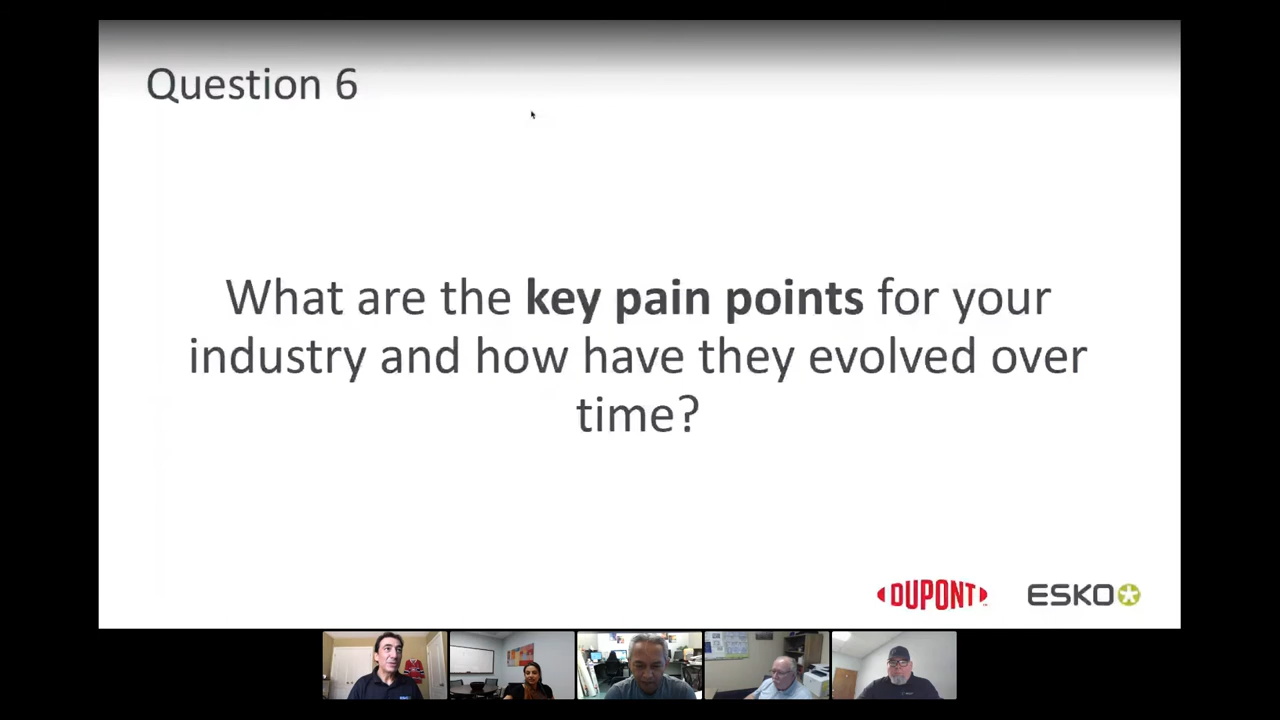 Question 6
What are the key pain points for your
industry and how have they evolved over
time?
DUPONT
ESKO